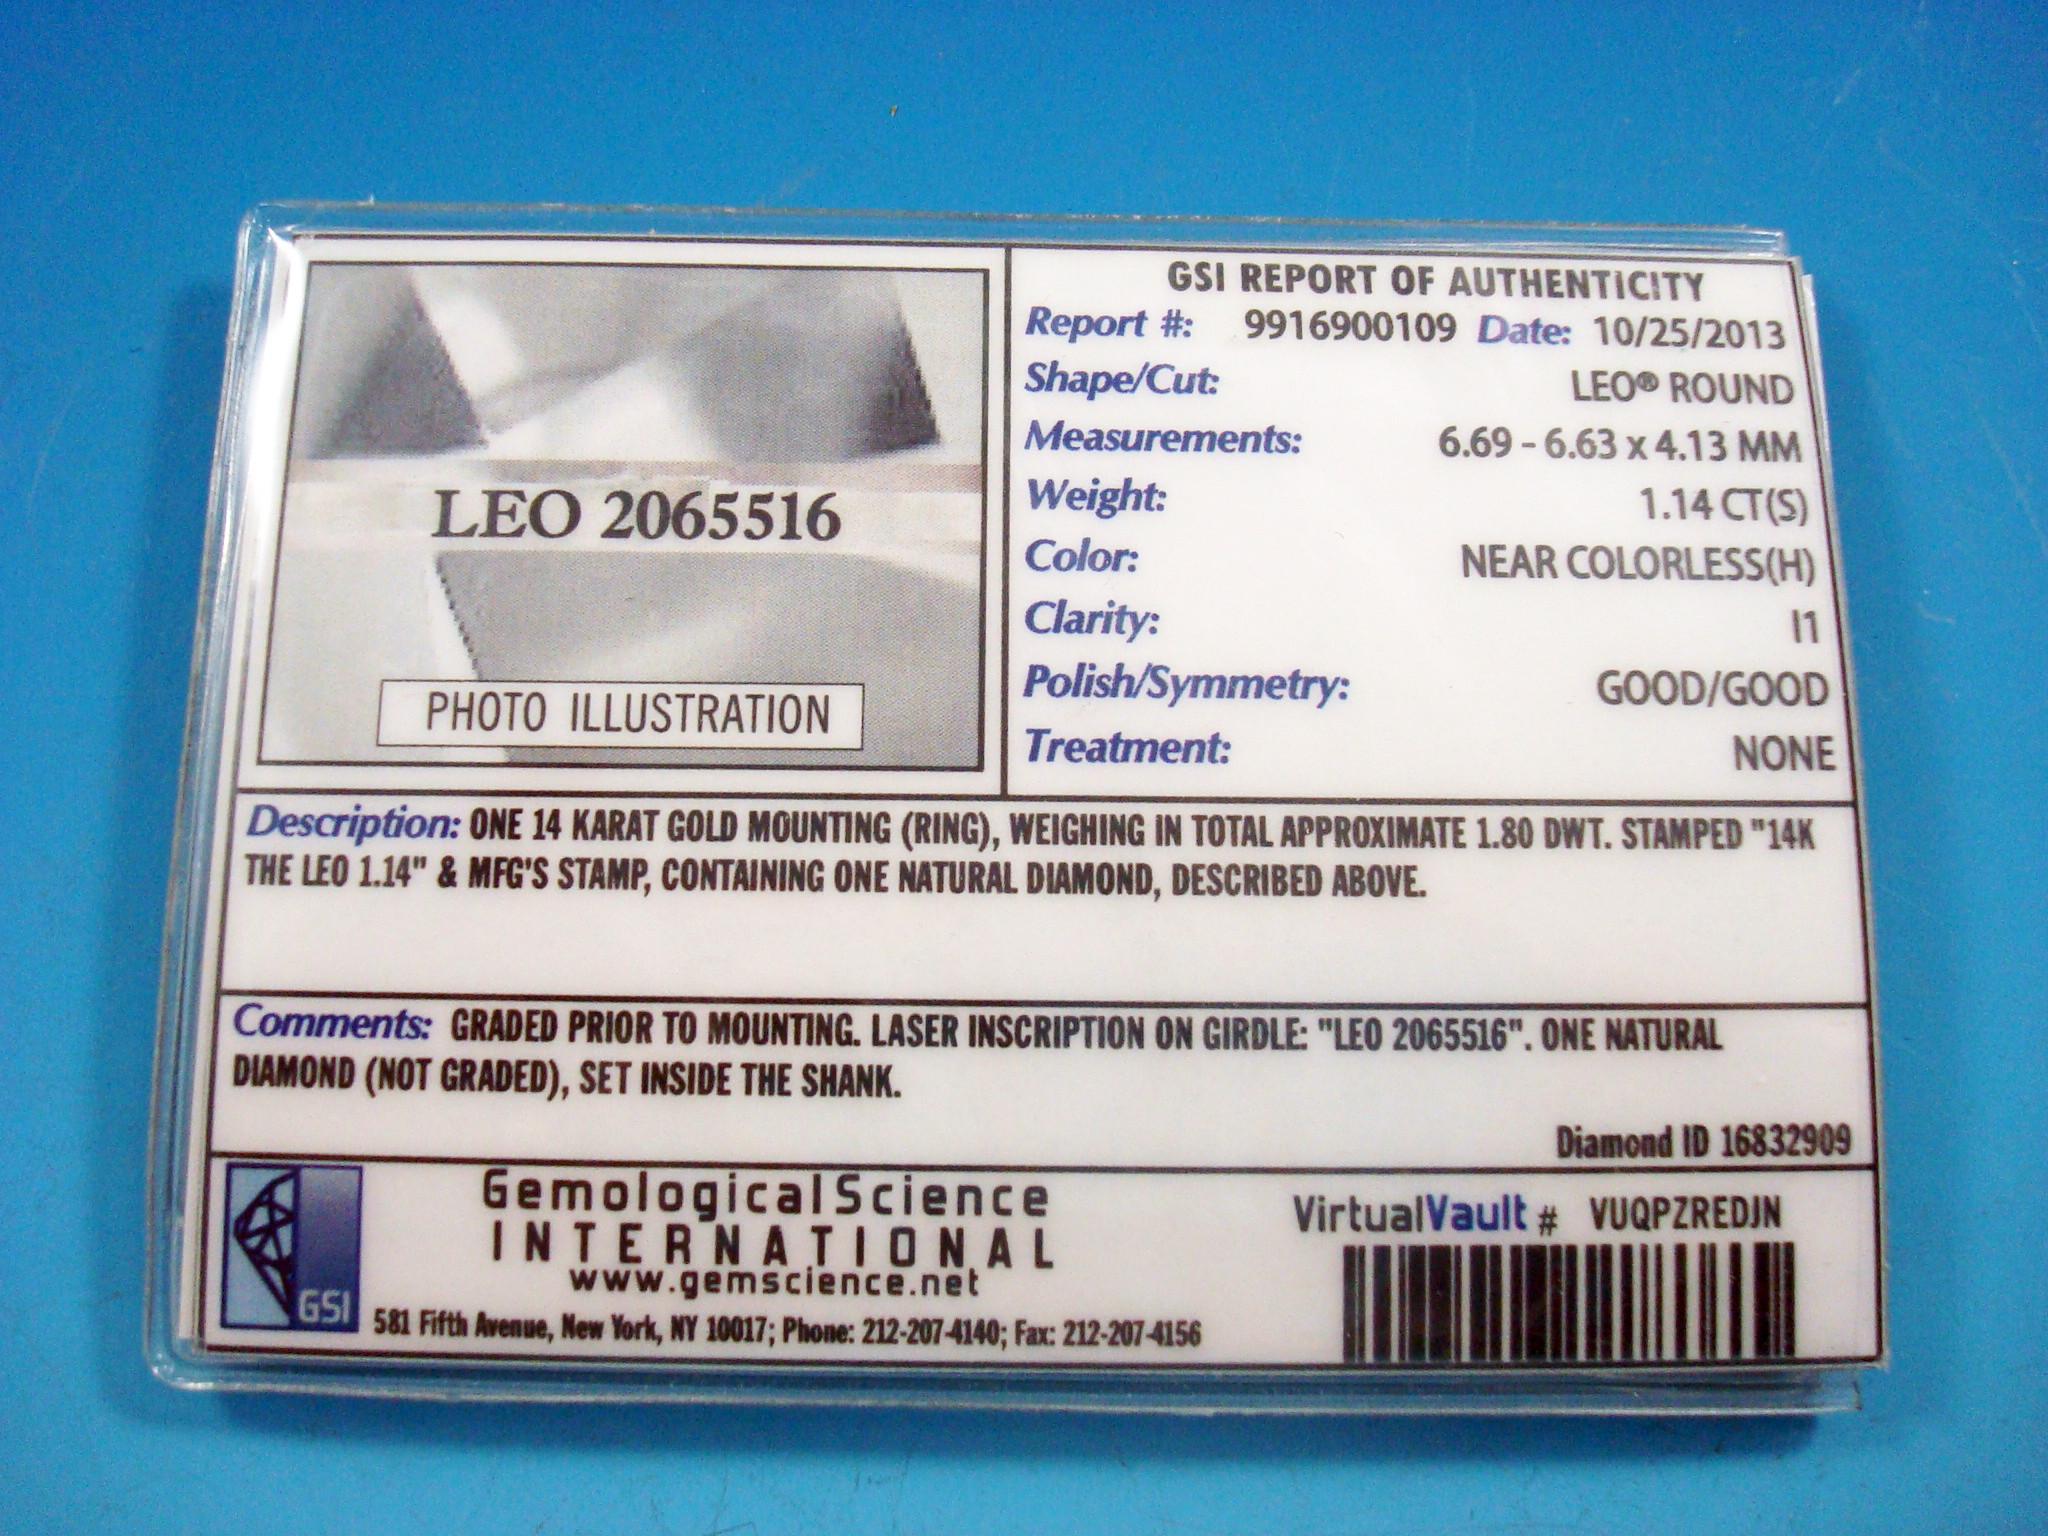 LEO 2065516
PHOTO ILLUSTRATION
GSI REPORT OF AUTHENTICITY
Report #: 9916900109 Date: 10/25/2013
Shape/Cut: LEO® ROUND
Measurements: 6.69 - 6.63 x 4.13 MM
Weight: 1.14 CT(S)
Color: NEAR COLORLESS(H)
Clarity: I1
Polish/Symmetry: GOOD/GOOD
Treatment: NONE
Description: ONE 14 KARAT GOLD MOUNTING (RING), WEIGHING IN TOTAL APPROXIMATE 1.80 DWT. STAMPED "14K
THE LEO 1.14" & MFG'S STAMP, CONTAINING ONE NATURAL DIAMOND, DESCRIBED ABOVE.
Comments: GRADED PRIOR TO MOUNTING. LASER INSCRIPTION ON GIRDLE: "LEO 2065516". ONE NATURAL
DIAMOND (NOT GRADED), SET INSIDE THE SHANK.
Diamond ID 16832909
GSI
GemologicalScience
INTERNATIONAL
www.gemscience.net
581 Fifth Avenue, New York, NY 10017; Phone: 212-207-4140; Fax: 212-207-4156
VirtualVault # VUQPZREDJN